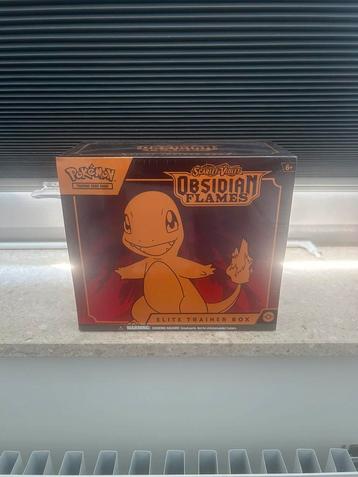 POKÉMON
TRADING CARD GAME
SCARLET & VIOLET
OBSIDIAN
FLAMES
6+
WARNING:
ELITE TRAINER BOX